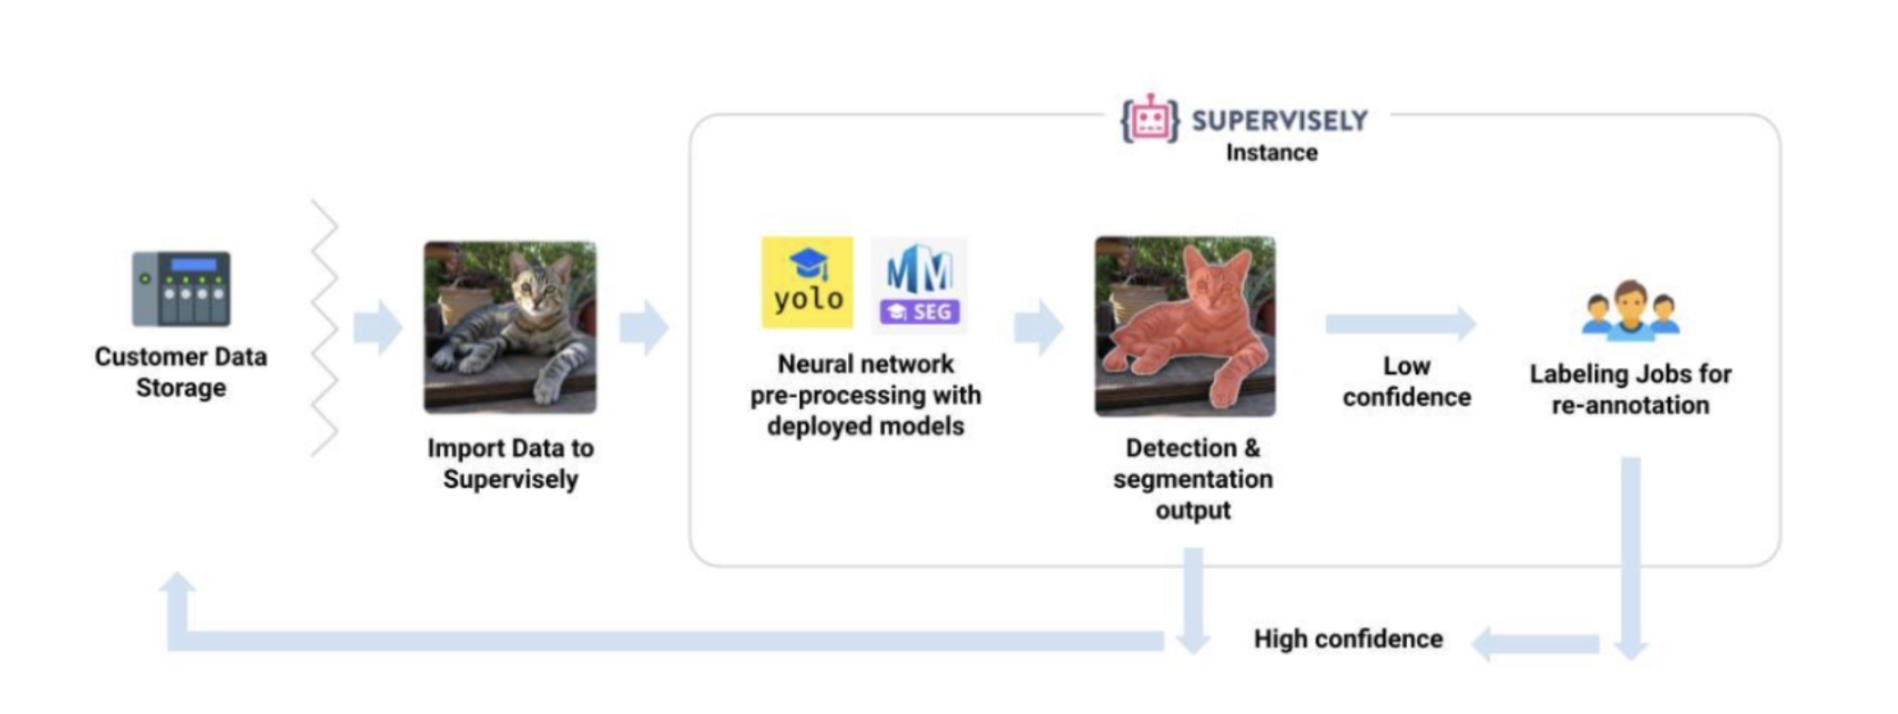 SUPERVISELY
Instance
Customer Data
Storage
Import Data to
Supervisely
yolo
MM
SEG
Neural network
pre-processing with
deployed models
Detection &
segmentation
output
Low
confidence
Labeling Jobs for
re-annotation
High confidence